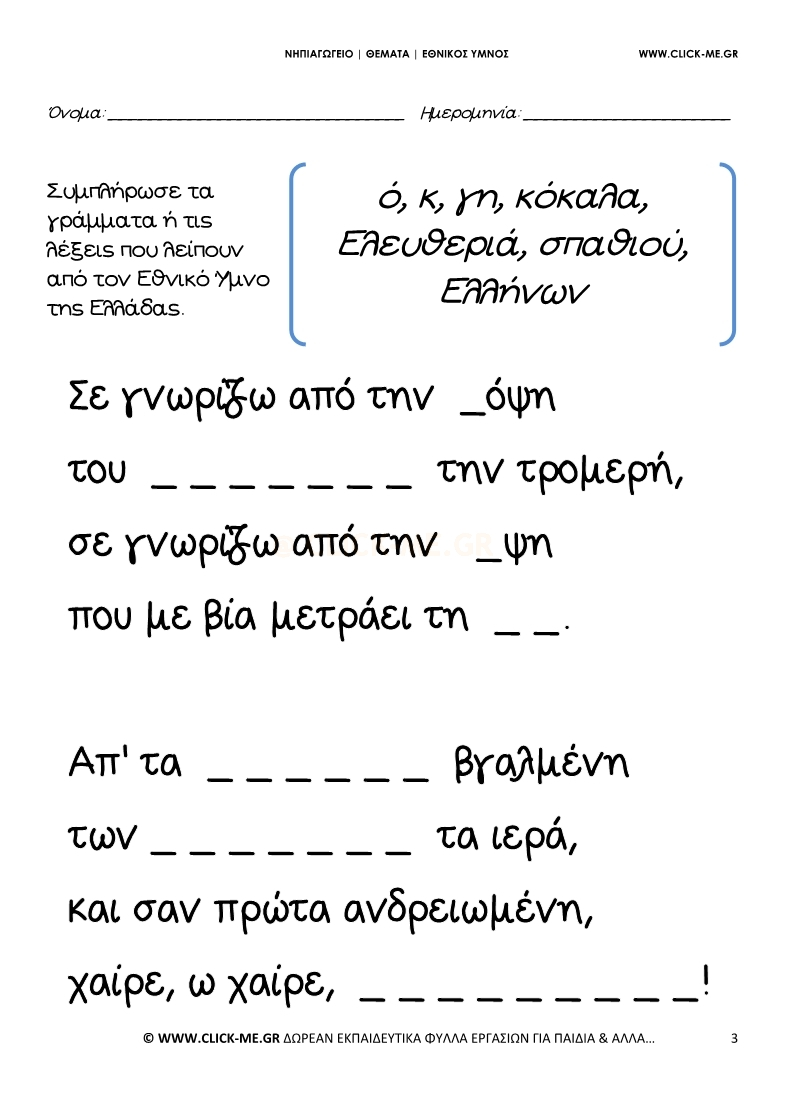 ΝΗΠΙΑΓΩΓΕΙΟ | ΘΕΜΑΤΑ | ΕΘΝΙΚΟΣ ΥΜΝΟΣ WWW.CLICK-ME.GR
Όνομα:_______________________________ Ημερομηνία:______________________
Συμπλήρωσε τα
γράμματα ή τις
λέξεις που λείπουν
από τον Εθνικό Ύμνο
της Ελλάδας.
ό, κ, γη, κόκαλα,
Ελευθεριά, σπαθιού,
Ελλήνων
Σε γνωρίζω από την _όψη
του _ _ _ _ _ _ _ την τρομερή,
σε γνωρίζω από την _ψη
που με βία μετράει τη _ _.
Απ' τα _ _ _ _ _ _ βγαλμένη
των _ _ _ _ _ _ _ τα ιερά,
και σαν πρώτα ανδρειωμένη,
χαίρε, ω χαίρε, _ _ _ _ _ _ _ _ _!
© WWW.CLICK-ME.GR ΔΩΡΕΑΝ ΕΚΠΑΙΔΕΥΤΙΚΑ ΦΥΛΛΑ ΕΡΓΑΣΙΩΝ ΓΙΑ ΠΑΙΔΙΑ & ΑΛΛΑ... 3